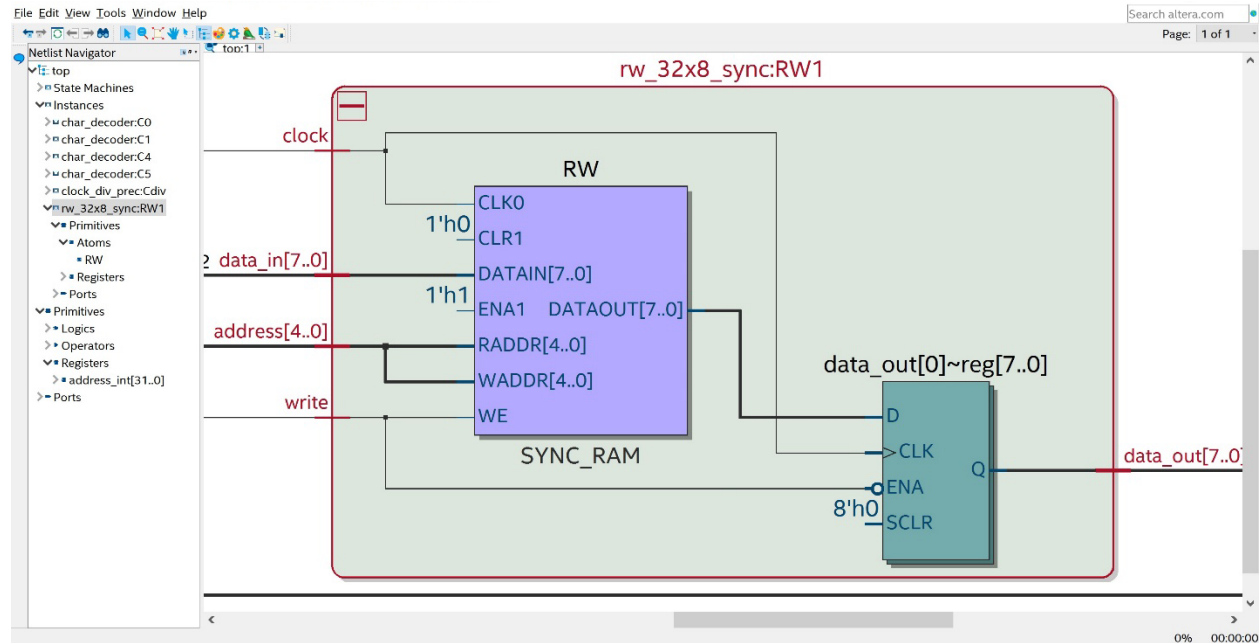 File Edit View Tools Window Help
Search altera.com
Page: 1 of 1
Netlist Navigator
top:1
top
State Machines
Instances
char_decoder:C0
char_decoder:C1
char_decoder:C4
char_decoder:C5
clock_div_prec:Cdiv
rw_32x8_sync:RW1
Primitives
Atoms
RW
Registers
Ports
Primitives
Logics
Operators
Registers
address_int[31..0]
Ports
rw_32x8_sync:RW1
clock
RW
CLK0
1'h0
CLR1
2 data_in[7..0]
DATAIN[7..0]
1'h1
ENA1 DATAOUT[7..0]
address[4..0]
RADDR[4..0]
WADDR[4..0]
write
WE
SYNC_RAM
data_out[0]~reg[7..0]
D
CLK
Q
ENA
8'h0
SCLR
data_out[7..0]
0% 00:00:00